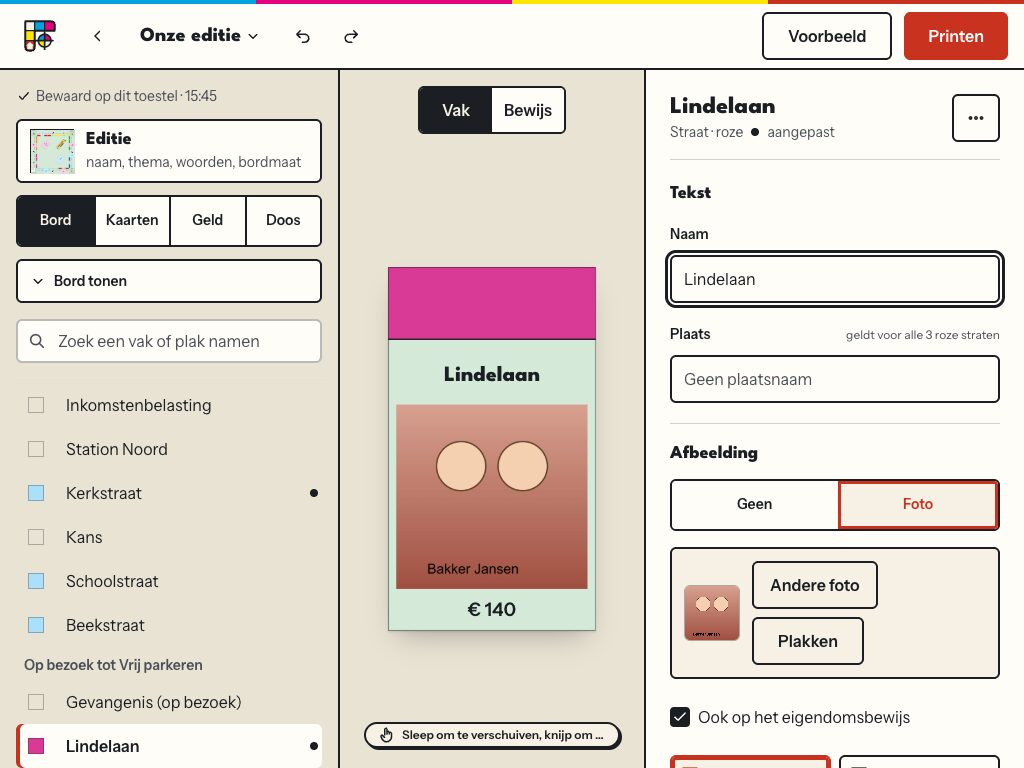 Onze editie
Voorbeeld
Printen
Bewaard op dit toestel · 15:45
Editie
naam, thema, woorden, bordmaat
Bord
Kaarten
Geld
Doos
Bord tonen
Zoek een vak of plak namen
Inkomstenbelasting
Station Noord
Kerkstraat
Kans
Schoolstraat
Beekstraat
Op bezoek tot Vrij parkeren
Gevangenis (op bezoek)
Lindelaan
Vak
Bewijs
Lindelaan
Bakker Jansen
€ 140
Sleep om te verschuiven, knijp om ...
Lindelaan
Straat · roze ● aangepast
Tekst
Naam
Lindelaan
Plaats
geldt voor alle 3 roze straten
Geen plaatsnaam
Afbeelding
Geen
Foto
Andere foto
Plakken
Ook op het eigendomsbewijs